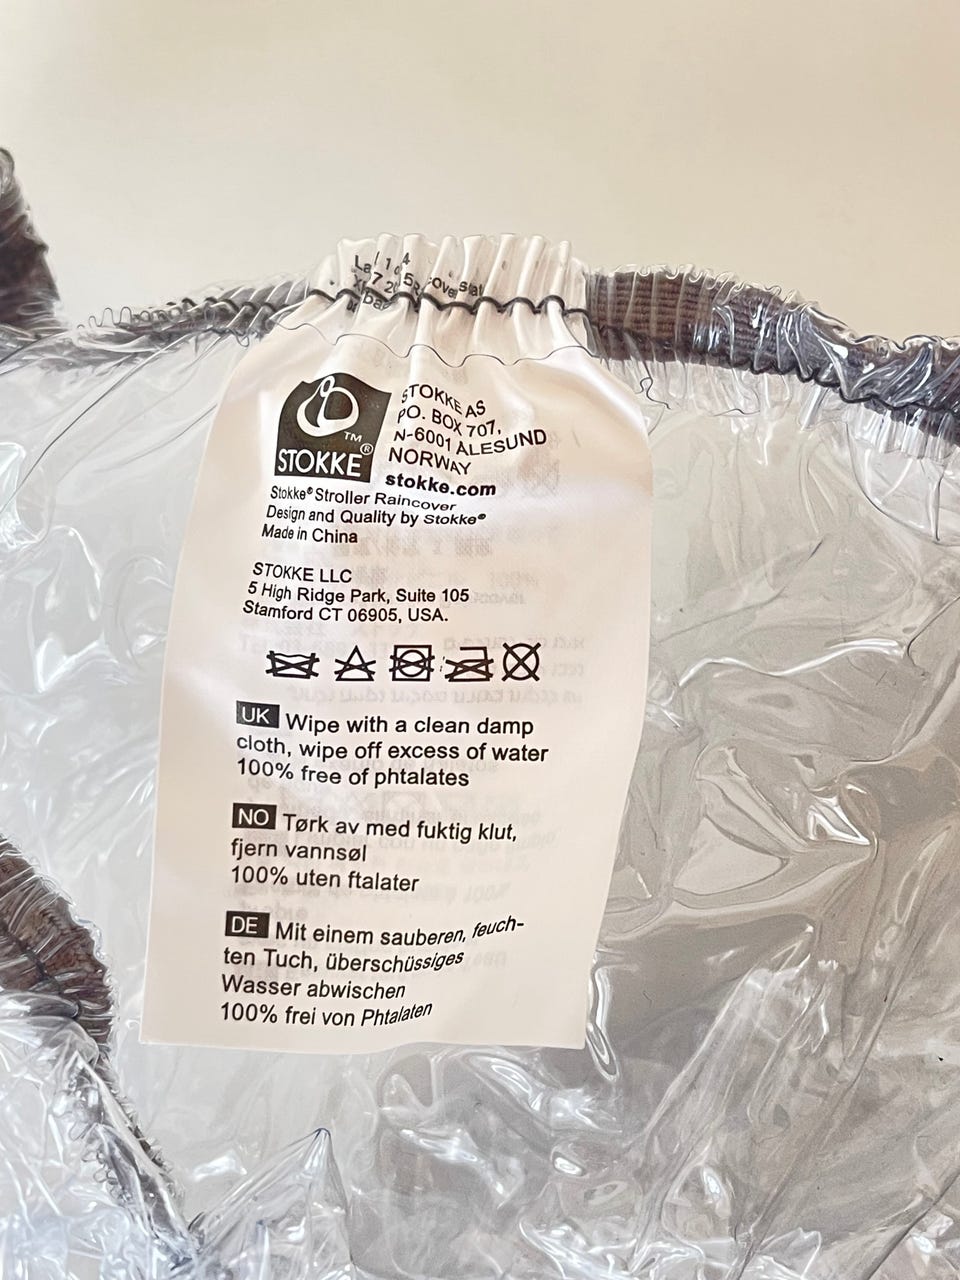 TM
STOKKE®
STOKKE AS
PO. BOX 707,
N-6001 ÅLESUND
NORWAY
stokke.com
Stokke® Stroller Raincover
Design and Quality by Stokke®
Made in China
STOKKE LLC
5 High Ridge Park, Suite 105
Stamford CT 06905, USA.
UK Wipe with a clean damp
cloth, wipe off excess of water
100% free of phtalates
NO Tørk av med fuktig klut,
fjern vannsøl
100% uten ftalater
DE Mit einem sauberen, feuch-
ten Tuch, überschüssiges
Wasser abwischen
100% frei von Phtalaten